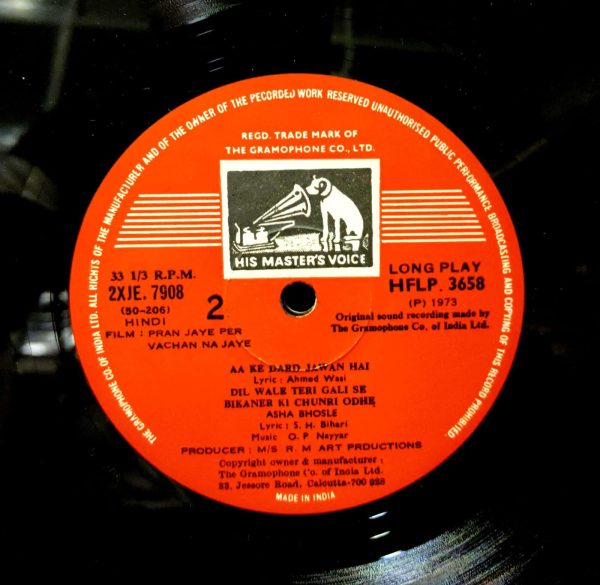 THE GRAMOPHONE CO. OF INDIA LTD. ALL RIGHTS OF THE MANUFACTURER AND OF THE OWNER OF THE RECORDED WORK RESERVED UNAUTHORISED PUBLIC PERFORMANCE BROADCASTING AND COPYING OF THIS RECORD PROHIBITED.
REGD. TRADE MARK OF
THE GRAMOPHONE CO., LTD.
HIS MASTER'S VOICE
33 1/3 R.P.M.
2XJE. 7908
(50-206)
HINDI
2
FILM : PRAN JAYE PER
VACHAN NA JAYE
LONG PLAY
HFLP. 3658
(P) 1973
Original sound recording made by
The Gramophone Co. of India Ltd.
AA KE DARD JAWAN HAI
Lyric : Ahmed Wasi
DIL WALE TERI GALI SE
BIKANER KI CHUNRI ODHE
ASHA BHOSLE
Lyric : S. H. Bihari
Music O. P. Nayyar
PRODUCER : M/S R. M ART PRDUCTIONS
Copyright owner & manufacturer :
The Gramophone Co. of India Ltd.
33, Jessore Road, Calcutta-700 028
MADE IN INDIA